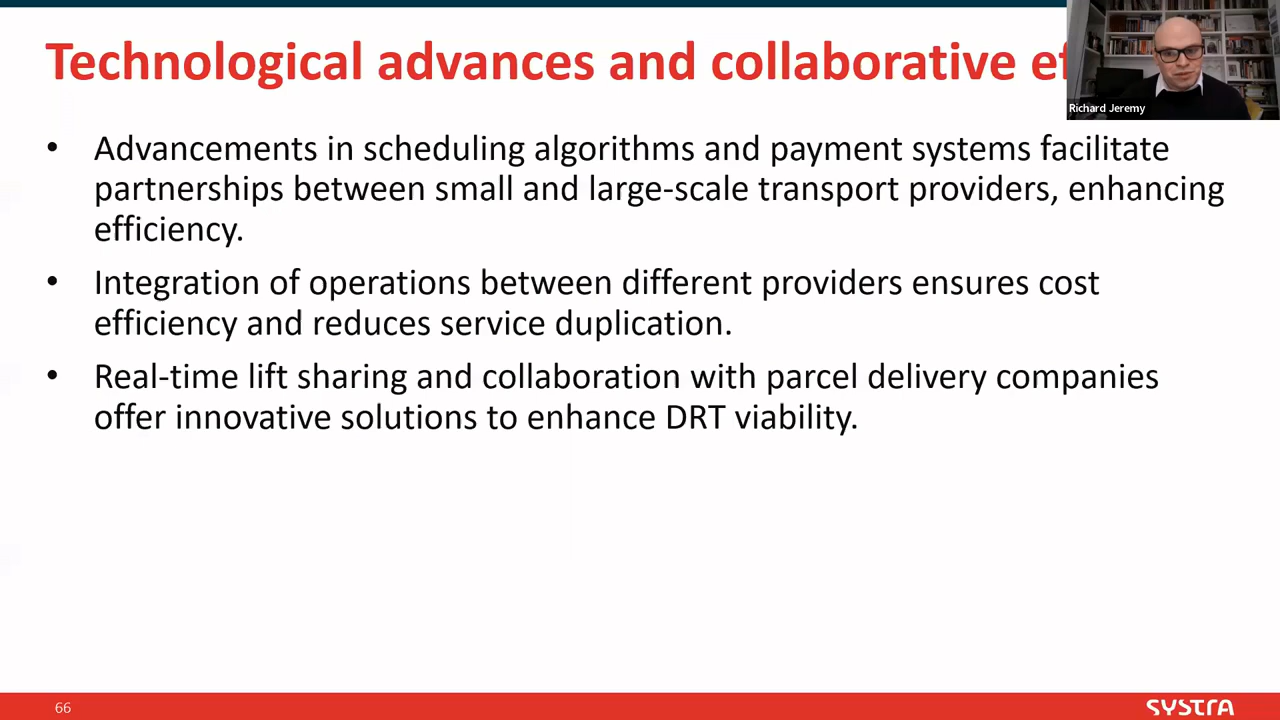 Technological advances and collaborative ef
Richard Jeremy
• Advancements in scheduling algorithms and payment systems facilitate
partnerships between small and large-scale transport providers, enhancing
efficiency.
• Integration of operations between different providers ensures cost
efficiency and reduces service duplication.
• Real-time lift sharing and collaboration with parcel delivery companies
offer innovative solutions to enhance DRT viability.
66
SYSTRA